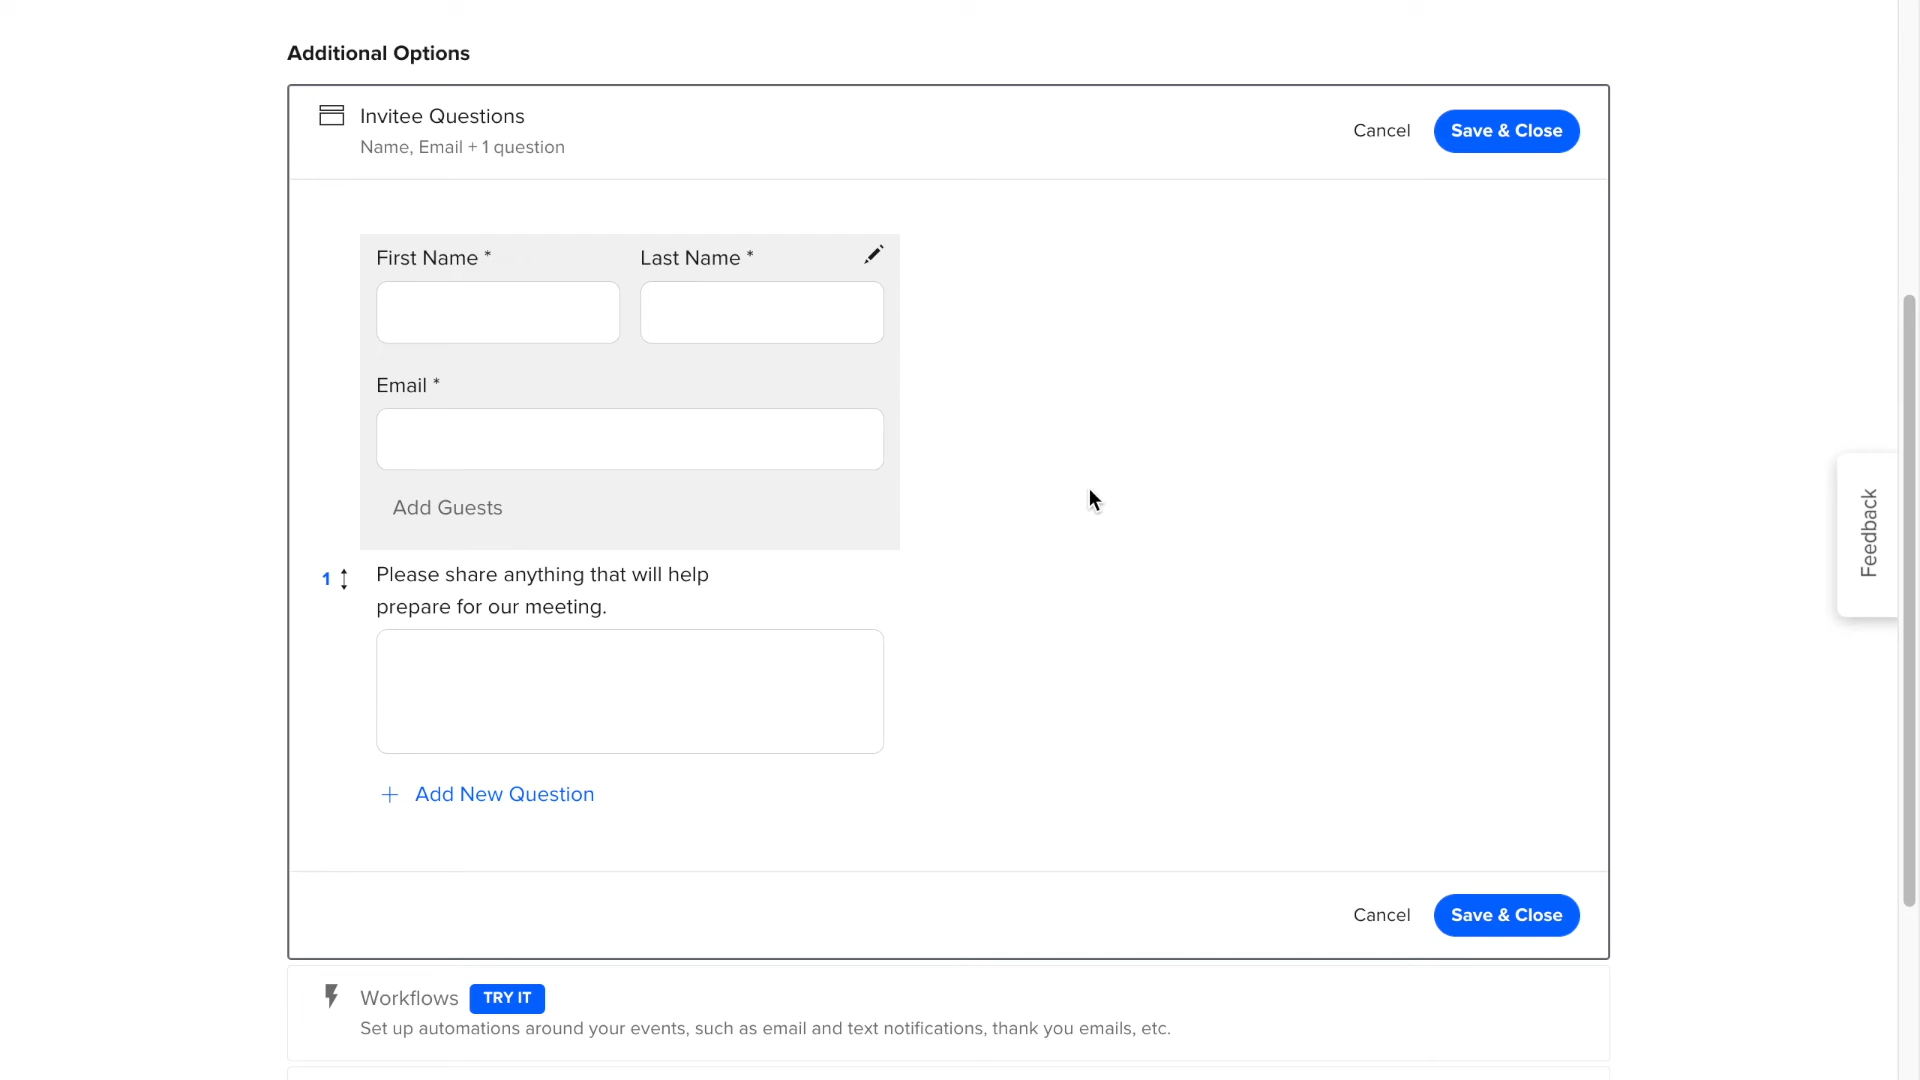 Additional Options
Invitee Questions
Name, Email + 1 question
Cancel
Save & Close
First Name *
Last Name *
Email *
Add Guests
1
Please share anything that will help
prepare for our meeting.
+ Add New Question
Cancel
Save & Close
Workflows
TRY IT
Set up automations around your events, such as email and text notifications, thank you emails, etc.
Feedback